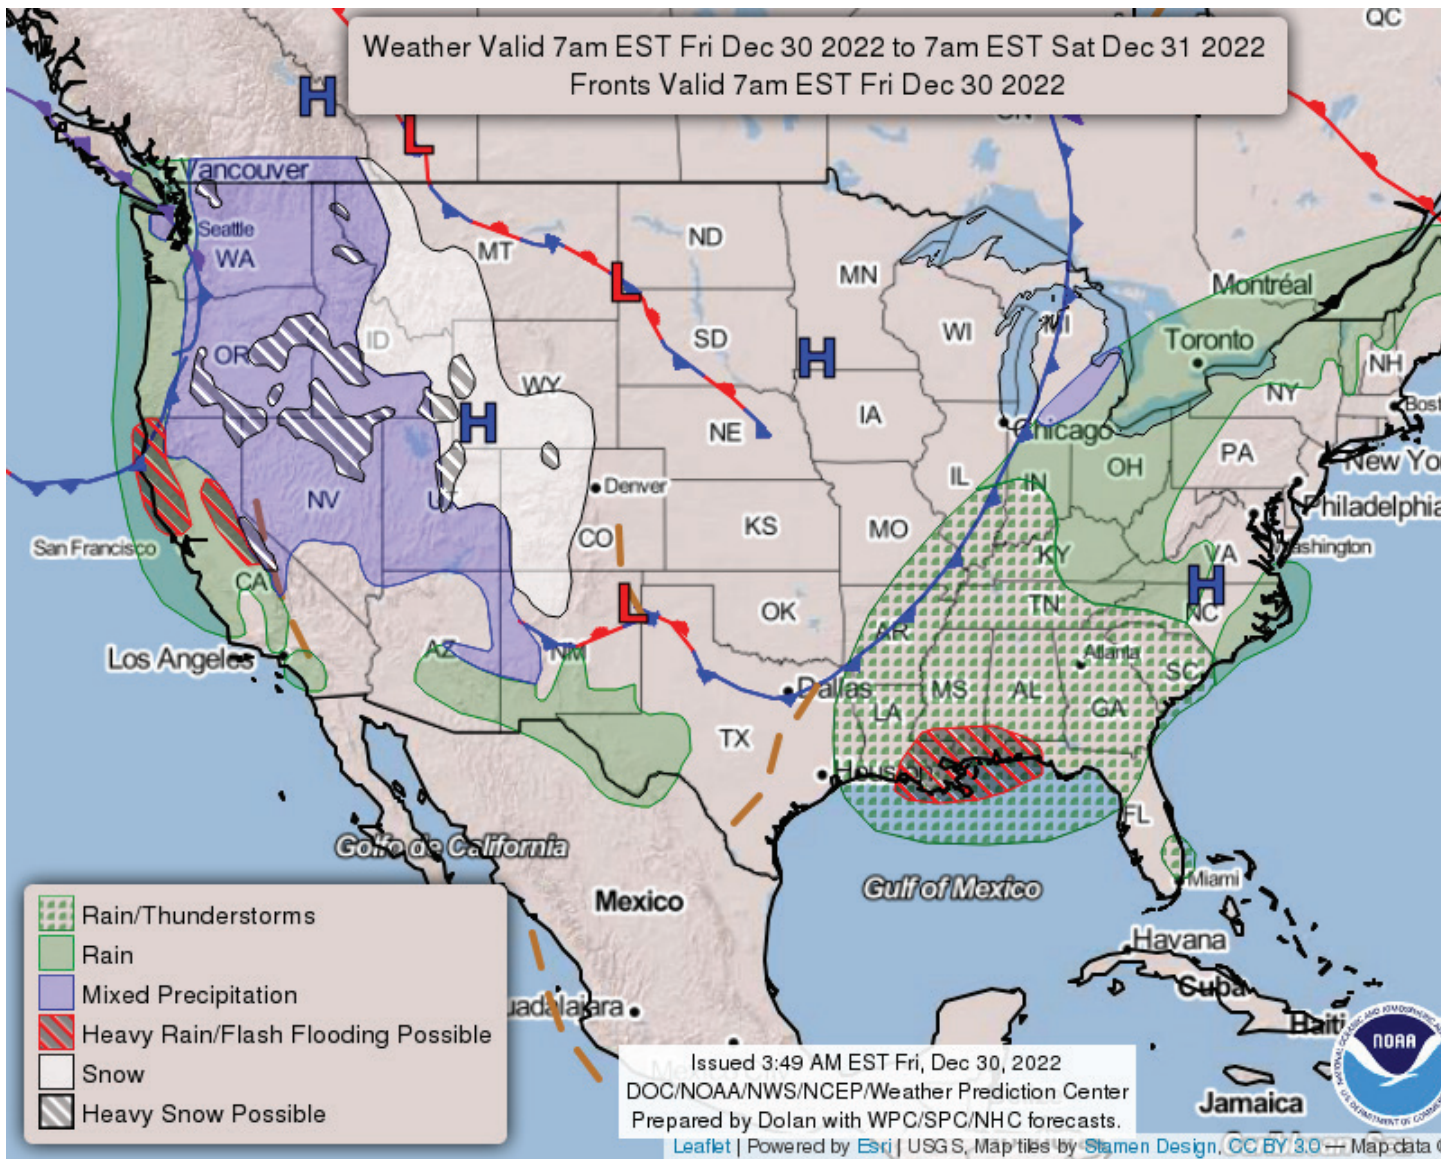 QC
Weather Valid 7am EST Fri Dec 30 2022 to 7am EST Sat Dec 31 2022
Fronts Valid 7am EST Fri Dec 30 2022
H
L
ON
Vancouver
Seattle
WA
MT
ND
MN
Montréal
L
OR
ID
SD
WI
MI
Toronto
H
WY
NH
NY
H
IA
NE
Chicago
PA
New Yo
Denver
NV
UT
IL
IN
OH
Philadelphia
CO
KS
MO
San Francisco
KY
VA
Washington
CA
L
OK
TN
H
NC
AR
Los Angeles
AZ
NM
Atlanta
SC
Dallas
MS
AL
LA
GA
TX
Houston
FL
Golfo de California
Gulf of Mexico
Miami
Mexico
Havana
Cuba
Haiti
Jamaica
Rain/Thunderstorms
Rain
Mixed Precipitation
Heavy Rain/Flash Flooding Possible
Snow
Heavy Snow Possible
uadalajara
NOAA
Issued 3:49 AM EST Fri, Dec 30, 2022
DOC/NOAA/NWS/NCEP/Weather Prediction Center
Prepared by Dolan with WPC/SPC/NHC forecasts.
Leaflet | Powered by Esri | USGS, Map tiles by Stamen Design, CC BY 3.0 — Map data ©